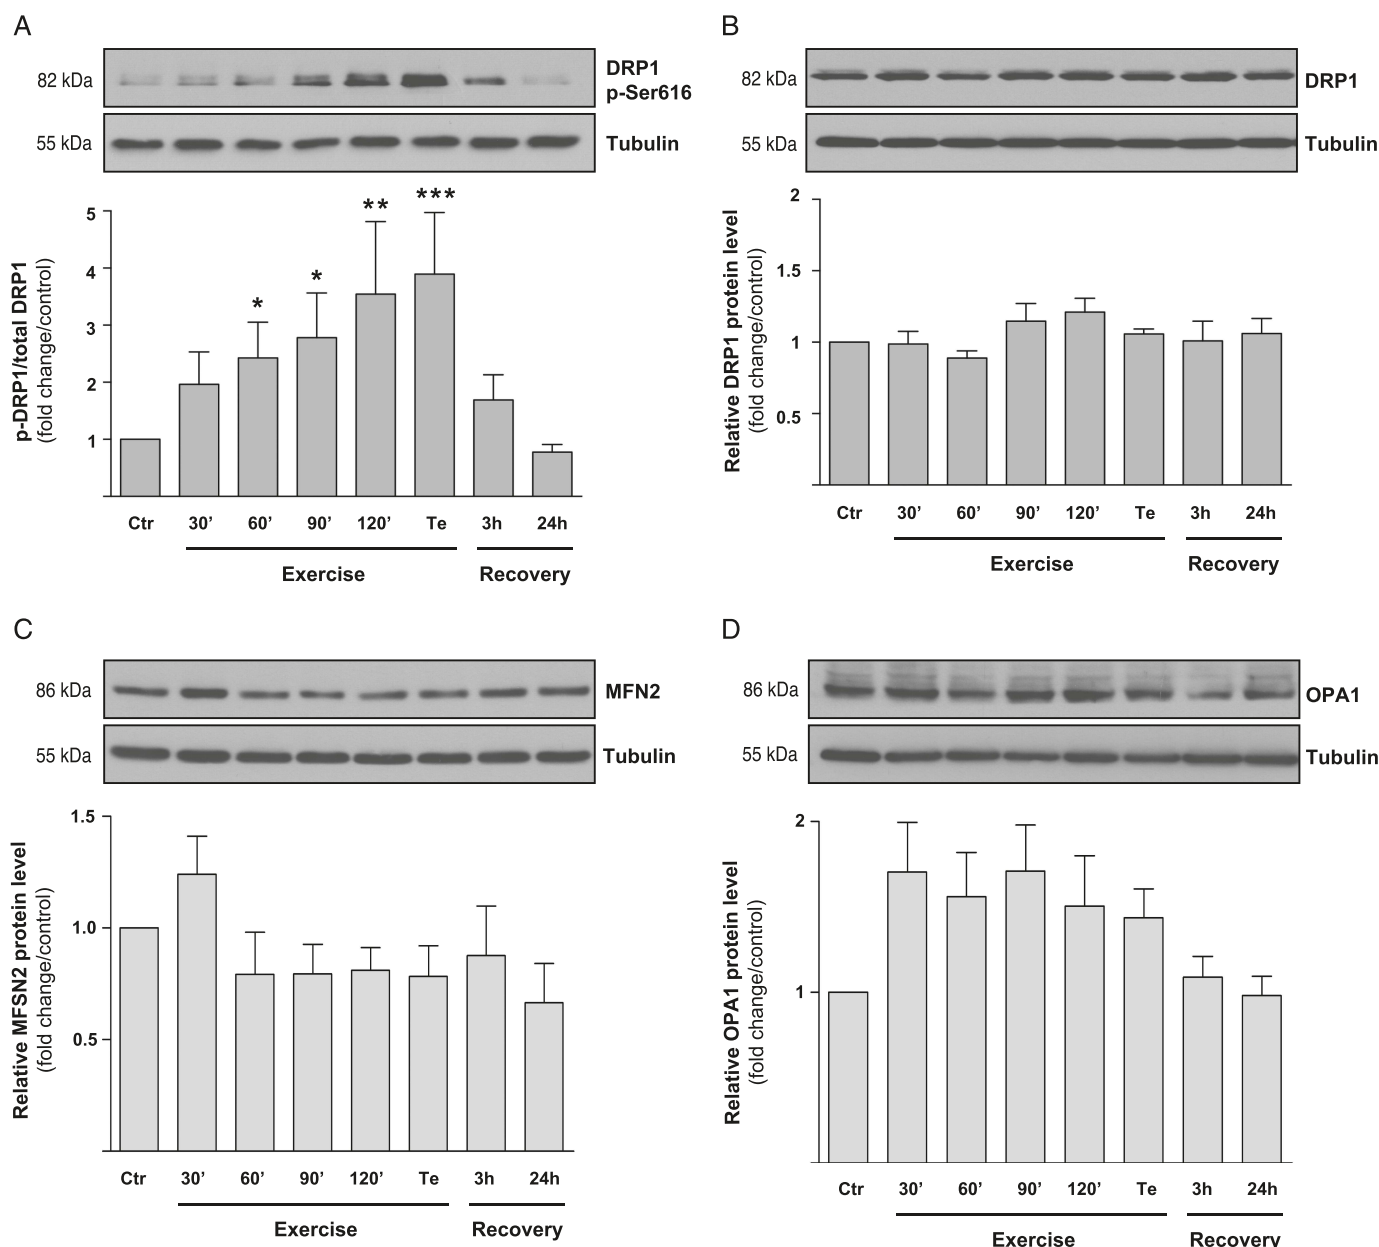 A
82 kDa
DRP1
p-Ser616
55 kDa
Tubulin
p-DRP1/total DRP1
(fold change/control)
5
4
3
2
1
*
*
**
***
Ctr 30’ 60’ 90’ 120’ Te 3h 24h
Exercise Recovery
B
82 kDa
DRP1
55 kDa
Tubulin
Relative DRP1 protein level
(fold change/control)
2
1.5
1
0.5
Ctr 30’ 60’ 90’ 120’ Te 3h 24h
Exercise Recovery
C
86 kDa
MFN2
55 kDa
Tubulin
Relative MFSN2 protein level
(fold change/control)
1.5
1.0
0.5
Ctr 30’ 60’ 90’ 120’ Te 3h 24h
Exercise Recovery
D
86 kDa
OPA1
55 kDa
Tubulin
Relative OPA1 protein level
(fold change/control)
2
1
Ctr 30’ 60’ 90’ 120’ Te 3h 24h
Exercise Recovery